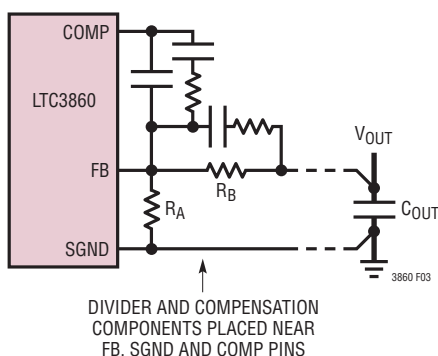 COMP
LTC3860
FB
SGND
RA
RB
VOUT
COUT
3860 F03
DIVIDER AND COMPENSATION
COMPONENTS PLACED NEAR
FB, SGND AND COMP PINS